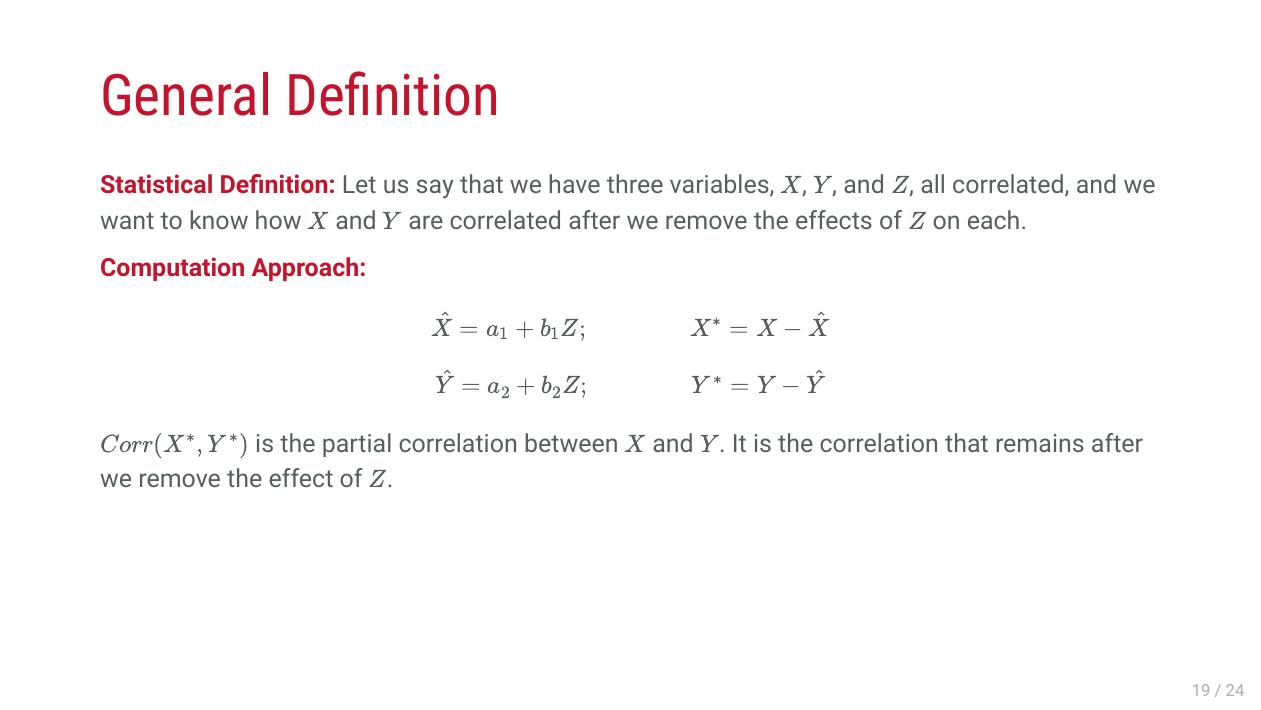 General Definition
Statistical Definition: Let us say that we have three variables, X, Y, and Z, all correlated, and we
want to know how X and Y are correlated after we remove the effects of Z on each.
Computation Approach:
X̂ = a₁ + b₁Z; X* = X − X̂
Ŷ = a₂ + b₂Z; Y* = Y − Ŷ
Corr(X*, Y*) is the partial correlation between X and Y. It is the correlation that remains after
we remove the effect of Z.
19 / 24